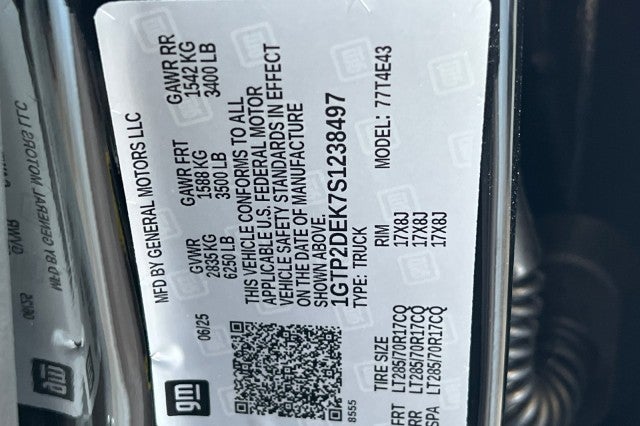 gm
MFD BY GENERAL MOTORS LLC
06/25
GVWR
2835 KG
6250 LB
GAWR FRT
1588 KG
3500 LB
GAWR RR
1542 KG
3400 LB
THIS VEHICLE CONFORMS TO ALL
APPLICABLE U.S. FEDERAL MOTOR
VEHICLE SAFETY STANDARDS IN EFFECT
ON THE DATE OF MANUFACTURE
SHOWN ABOVE.
1GTP2DEK7S1238497
TYPE: TRUCK
MODEL: 77T4E43
8555
TIRE SIZE
RIM
FRT LT285/70R17CQ 17X8J
RR LT285/70R17CQ 17X8J
SPA LT285/70R17CQ 17X8J